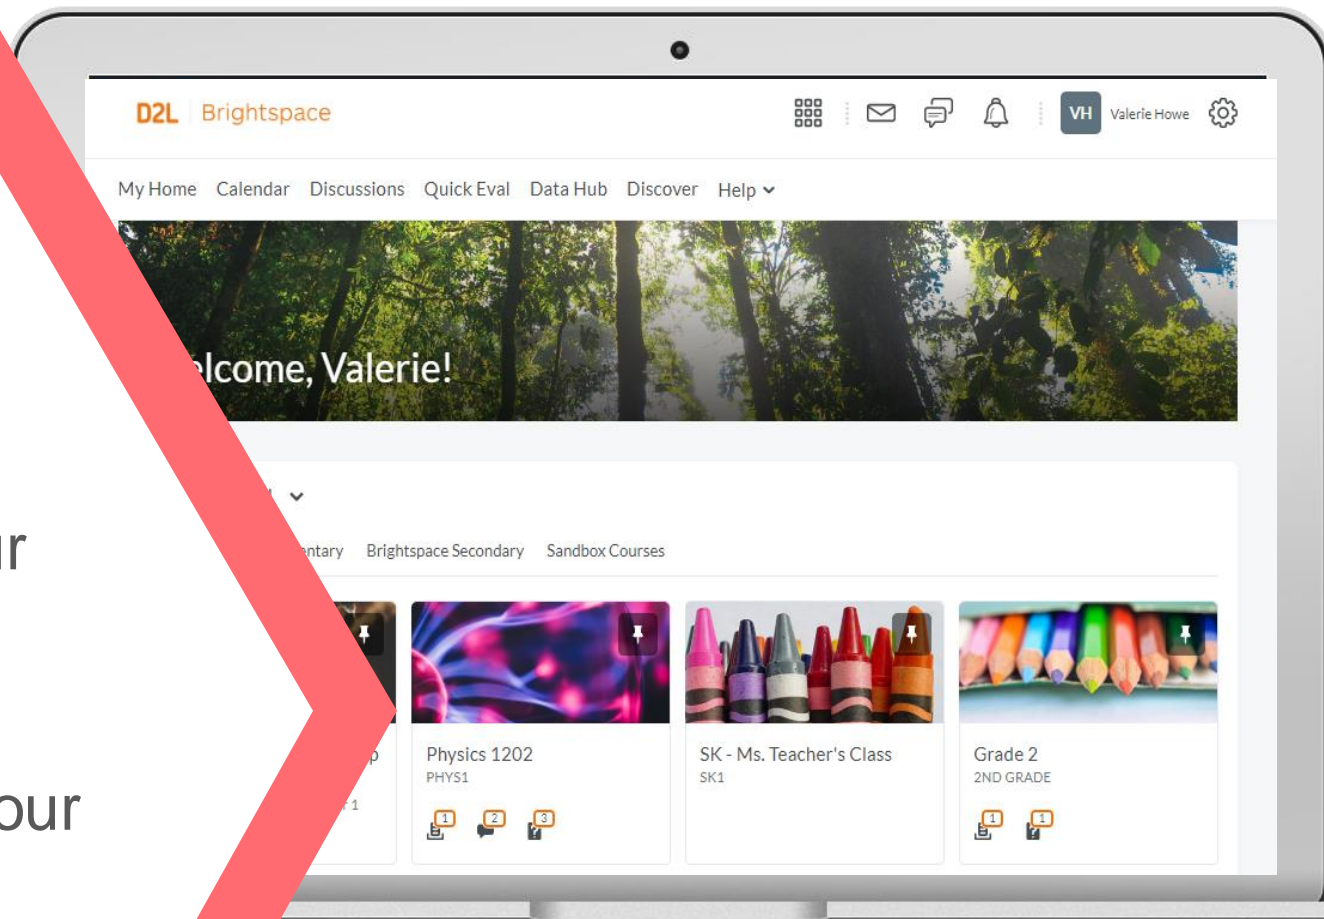 D2L Brightspace
VH Valerie Howe
My Home Calendar Discussions Quick Eval Data Hub Discover Help
elcome, Valerie!
ntary Brightspace Secondary Sandbox Courses
ur
our
p
r 1
Physics 1202
PHYS1
1 2 3
SK - Ms. Teacher's Class
SK1
Grade 2
2ND GRADE
1 1